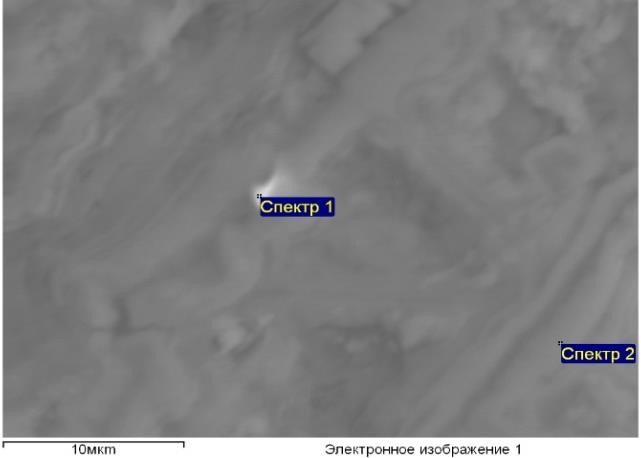 Спектр 1
Спектр 2
10мкm
Электронное изображение 1